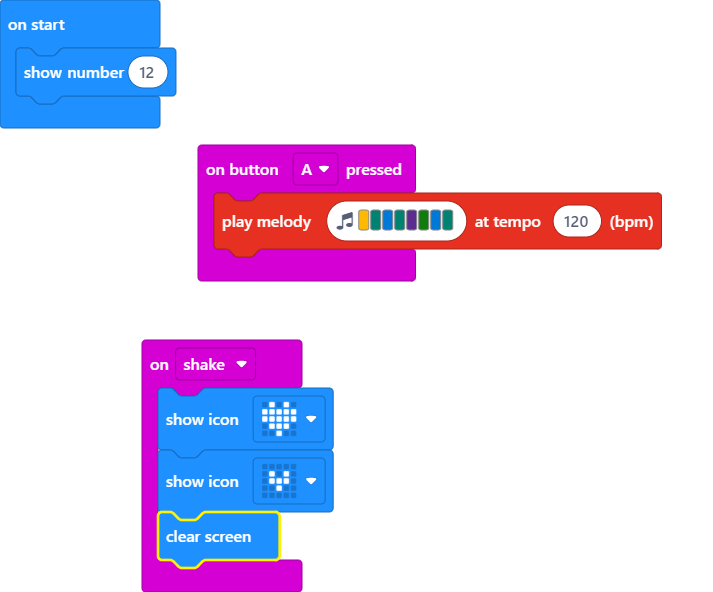 on start
show number 12
on button A pressed
play melody at tempo 120 (bpm)
on shake
show icon
show icon
clear screen